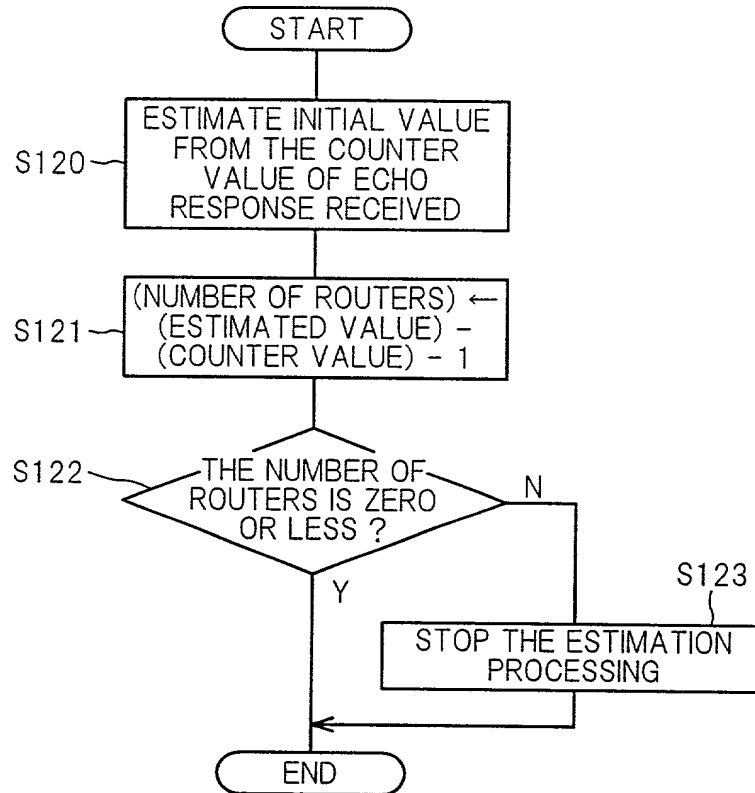 START
ESTIMATE INITIAL VALUE
FROM THE COUNTER
VALUE OF ECHO
RESPONSE RECEIVED
S120
(NUMBER OF ROUTERS) ←
(ESTIMATED VALUE) –
(COUNTER VALUE) – 1
S121
S122
THE NUMBER OF
ROUTERS IS ZERO
OR LESS ?
N
Y
S123
STOP THE ESTIMATION
PROCESSING
END